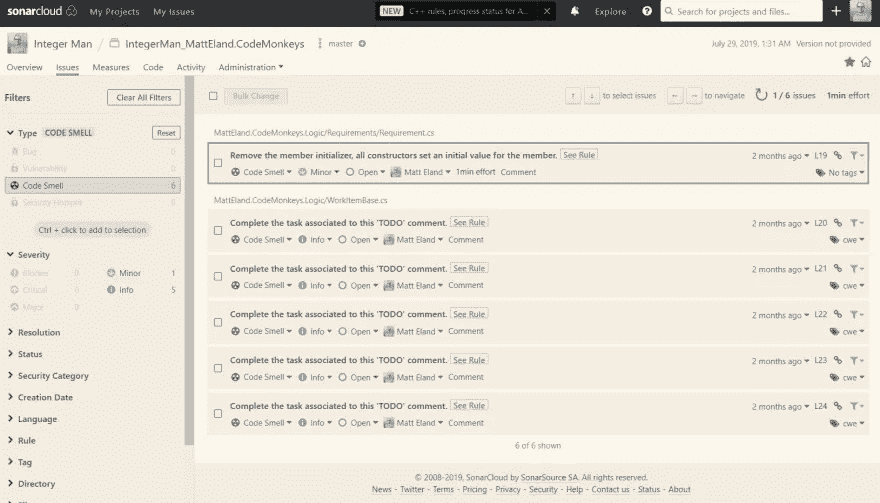 sonarcloud My Projects My Issues NEW C++ rules, progress status for A... × Explore ? Search for projects and files... +
Integer Man / IntegerMan_MattEland.CodeMonkeys master July 29, 2019, 1:31 AM Version not provided
Overview Issues Measures Code Activity Administration
Filters Clear All Filters
Bulk Change ↑ ↓ to select issues ← → to navigate 1 / 6 issues 1min effort
Type CODE SMELL Reset
Bug 0
Vulnerability 0
Code Smell 6
Security Hotspot 0
Ctrl + click to add to selection
Severity
Blocker 0 Minor 1
Critical 0 Info 5
Major 0
Resolution
Status
Security Category
Creation Date
Language
Rule
Tag
Directory
MattEland.CodeMonkeys.Logic/Requirements/Requirement.cs
Remove the member initializer, all constructors set an initial value for the member. See Rule 2 months ago L19
Code Smell Minor Open Matt Eland 1min effort Comment No tags
MattEland.CodeMonkeys.Logic/WorkItemBase.cs
Complete the task associated to this 'TODO' comment. See Rule 2 months ago L20
Code Smell Info Open Matt Eland Comment cwe
Complete the task associated to this 'TODO' comment. See Rule 2 months ago L21
Code Smell Info Open Matt Eland Comment cwe
Complete the task associated to this 'TODO' comment. See Rule 2 months ago L22
Code Smell Info Open Matt Eland Comment cwe
Complete the task associated to this 'TODO' comment. See Rule 2 months ago L23
Code Smell Info Open Matt Eland Comment cwe
Complete the task associated to this 'TODO' comment. See Rule 2 months ago L24
Code Smell Info Open Matt Eland Comment cwe
6 of 6 shown
© 2008-2019, SonarCloud by SonarSource SA. All rights reserved.
News - Twitter - Terms - Pricing - Privacy - Security - Help - Contact us - Status - About